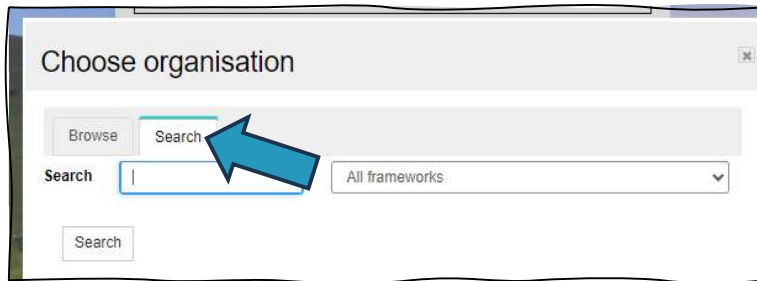 Choose organisation
Browse Search
Search All frameworks
Search